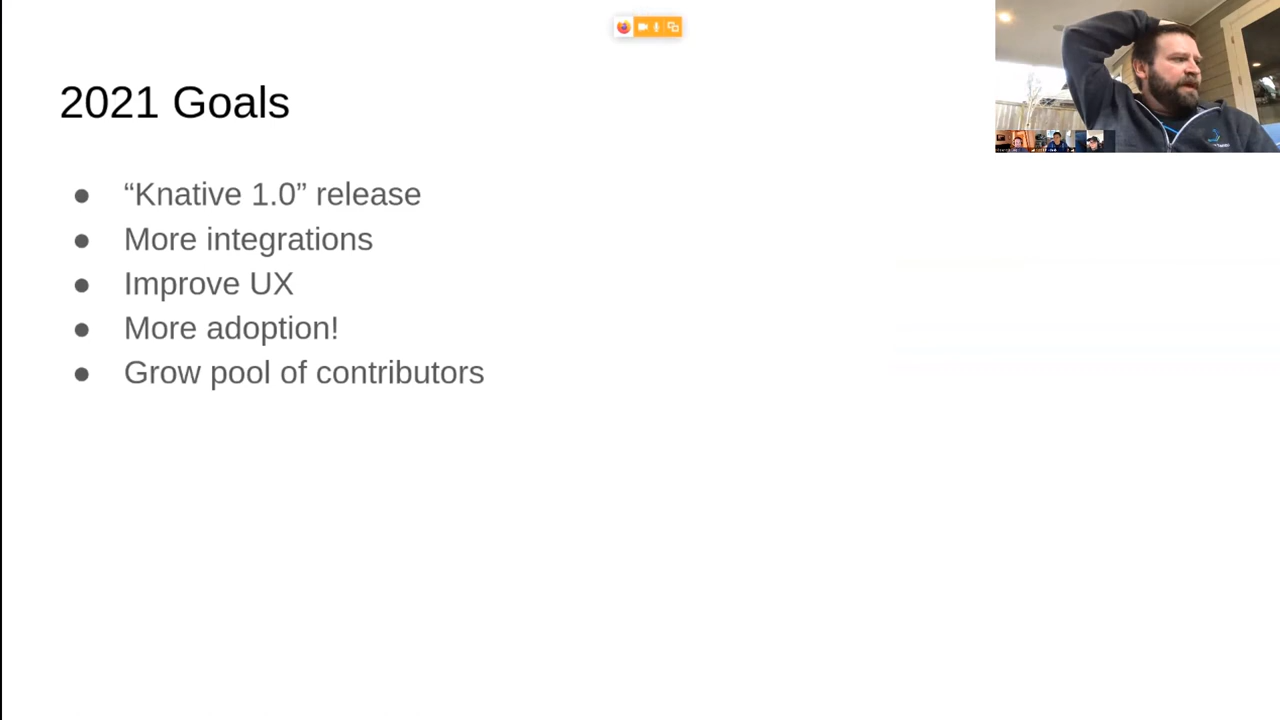 2021 Goals
● “Knative 1.0” release
● More integrations
● Improve UX
● More adoption!
● Grow pool of contributors